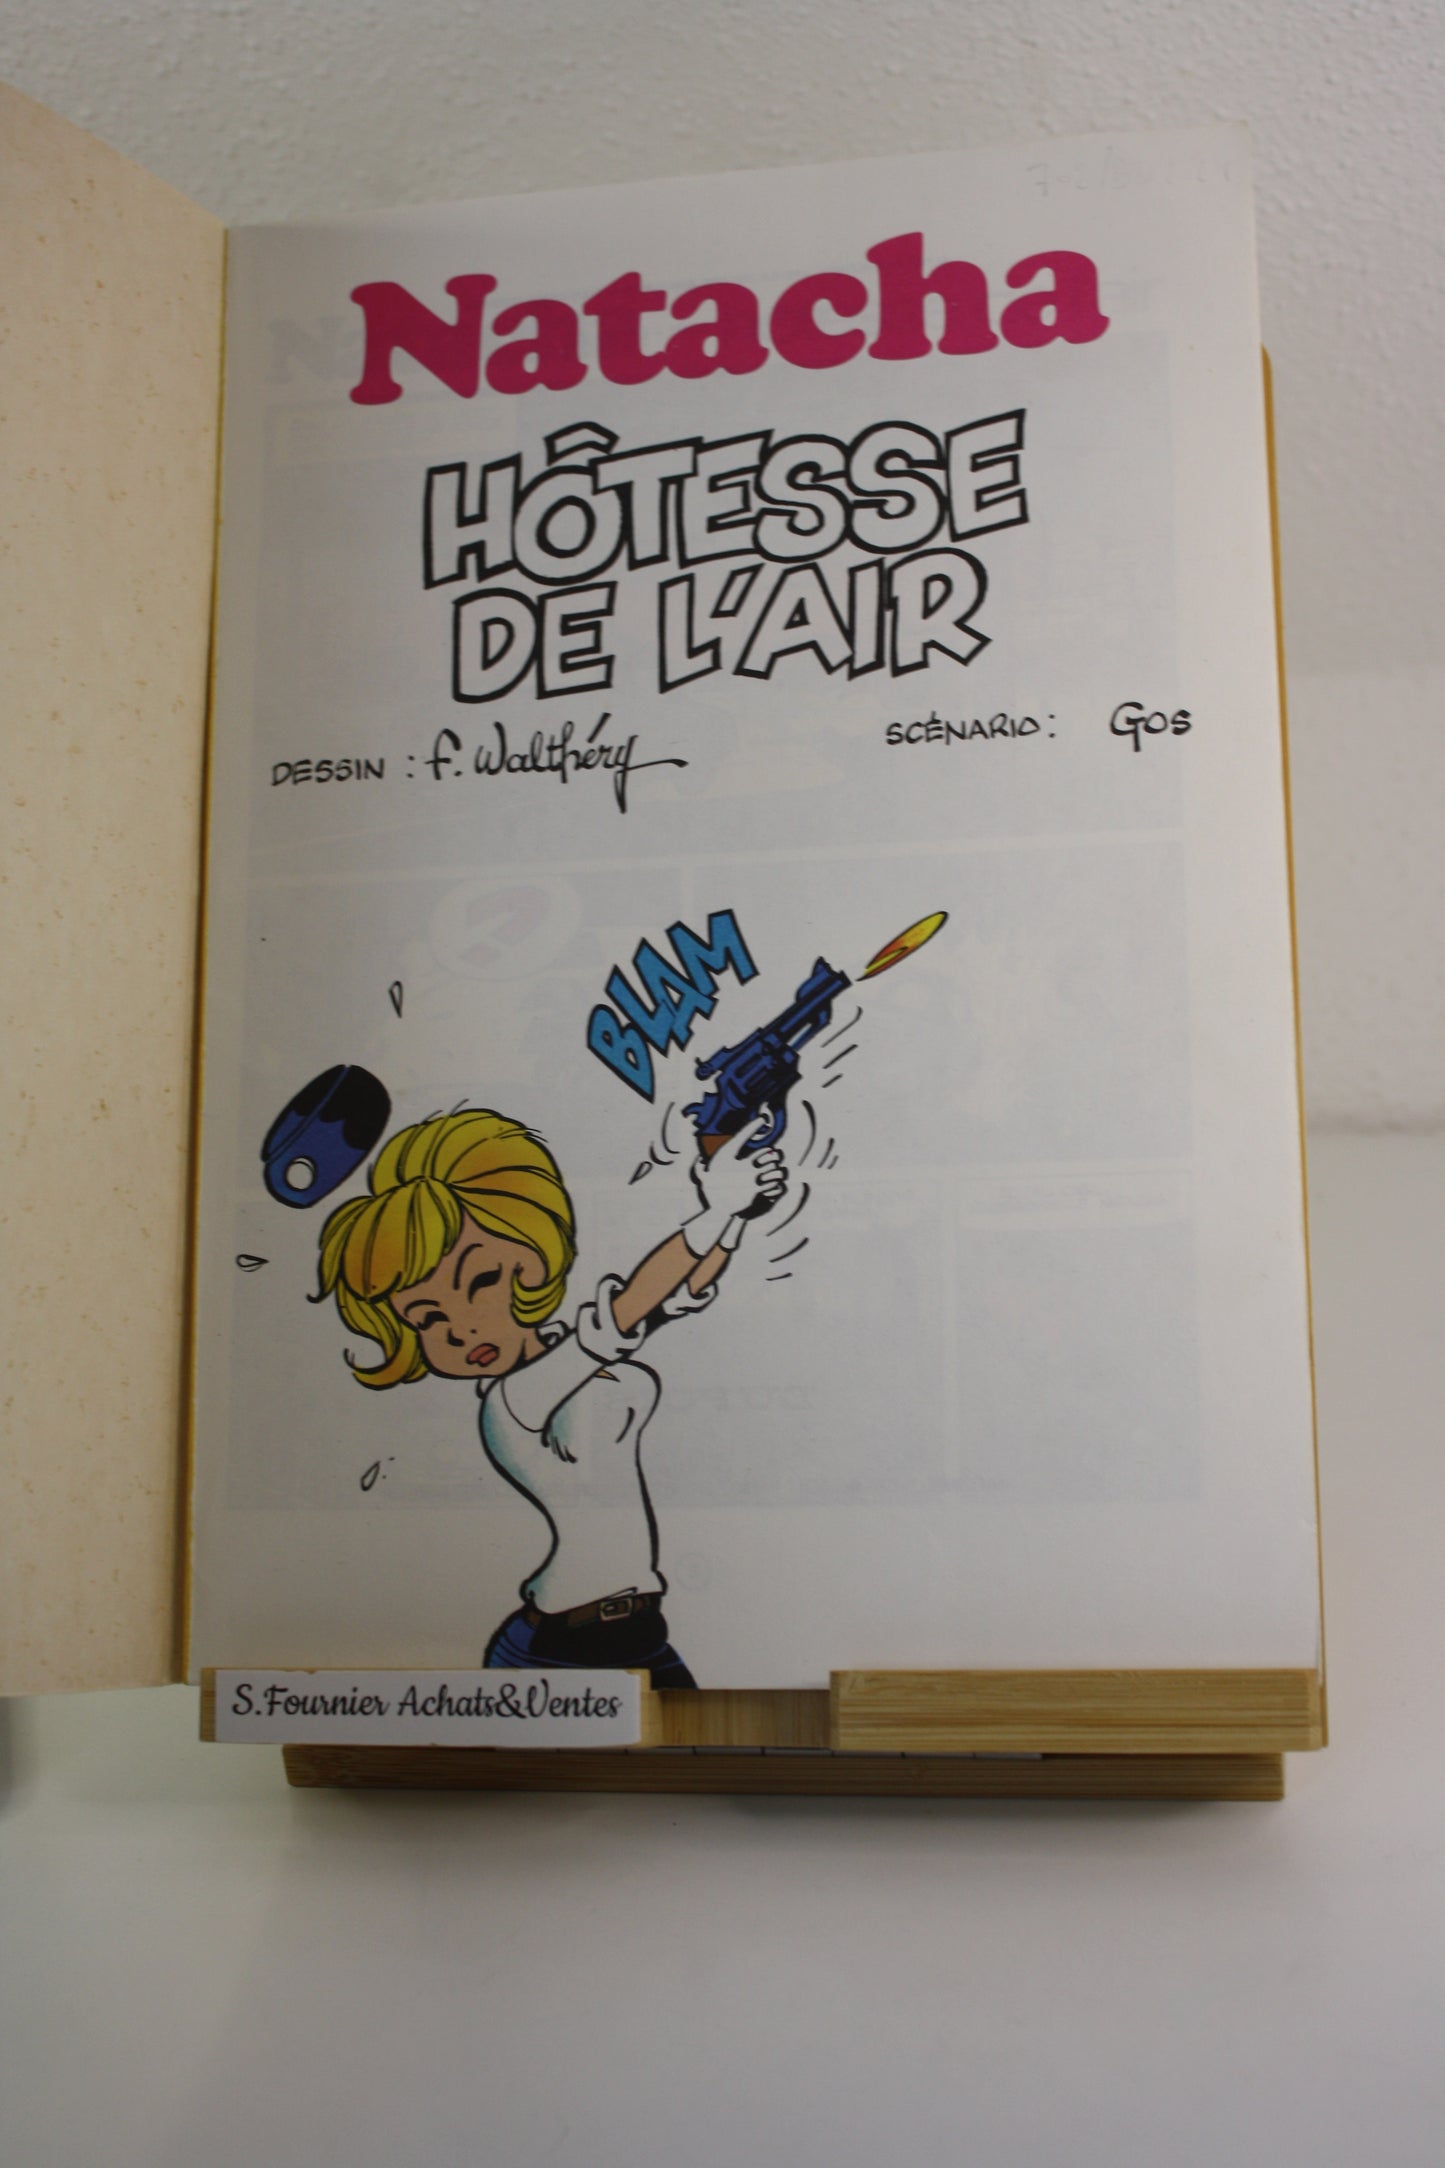 Natacha
HÔTESSE
DE L'AIR
DESSIN : F. Walthéry SCÉNARIO : GOS
BLAM
S.Fournier Achats&Ventes